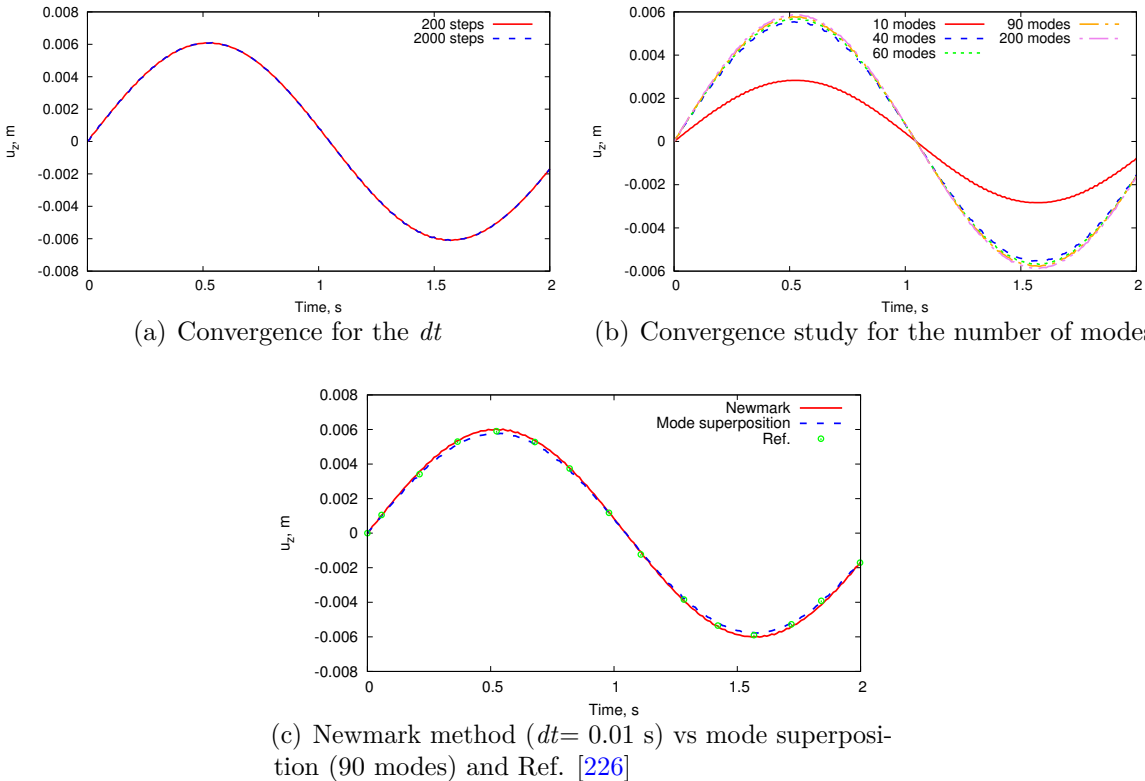 0.008
0.006
0.004
0.002
0
-0.002
-0.004
-0.006
-0.008
0
0.5
1
1.5
2
u_z, m
Time, s
200 steps
2000 steps
(a) Convergence for the dt
0.006
0.004
0.002
0
-0.002
-0.004
-0.006
0
0.5
1
1.5
2
u_z, m
Time, s
10 modes
40 modes
60 modes
90 modes
200 modes
(b) Convergence study for the number of modes
0.008
0.006
0.004
0.002
0
-0.002
-0.004
-0.006
-0.008
0
0.5
1
1.5
2
u_z, m
Time, s
Newmark
Mode superposition
Ref.
(c) Newmark method (dt= 0.01 s) vs mode superposi-
tion (90 modes) and Ref. [226]